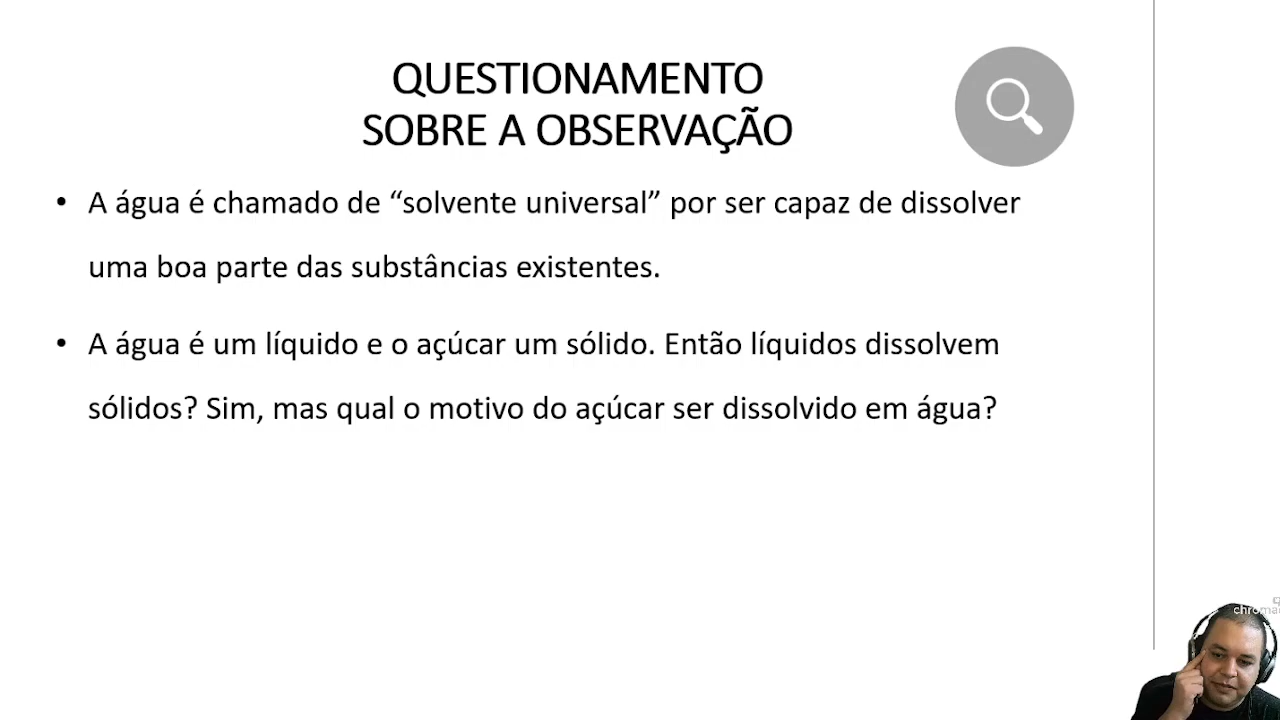 QUESTIONAMENTO
SOBRE A OBSERVAÇÃO
• A água é chamado de “solvente universal” por ser capaz de dissolver
uma boa parte das substâncias existentes.
• A água é um líquido e o açúcar um sólido. Então líquidos dissolvem
sólidos? Sim, mas qual o motivo do açúcar ser dissolvido em água?